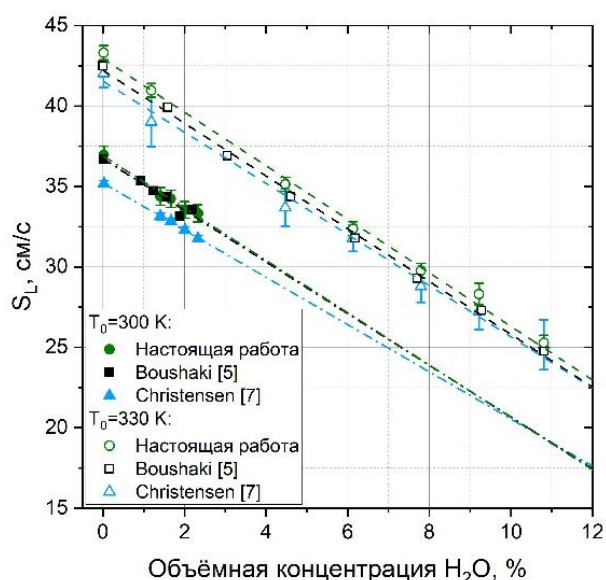 45
40
35
30
25
20
15
S_L, см/с
T₀=300 K:
Настоящая работа
Boushaki [5]
Christensen [7]
T₀=330 K:
Настоящая работа
Boushaki [5]
Christensen [7]
0 2 4 6 8 10 12
Объёмная концентрация H₂O, %